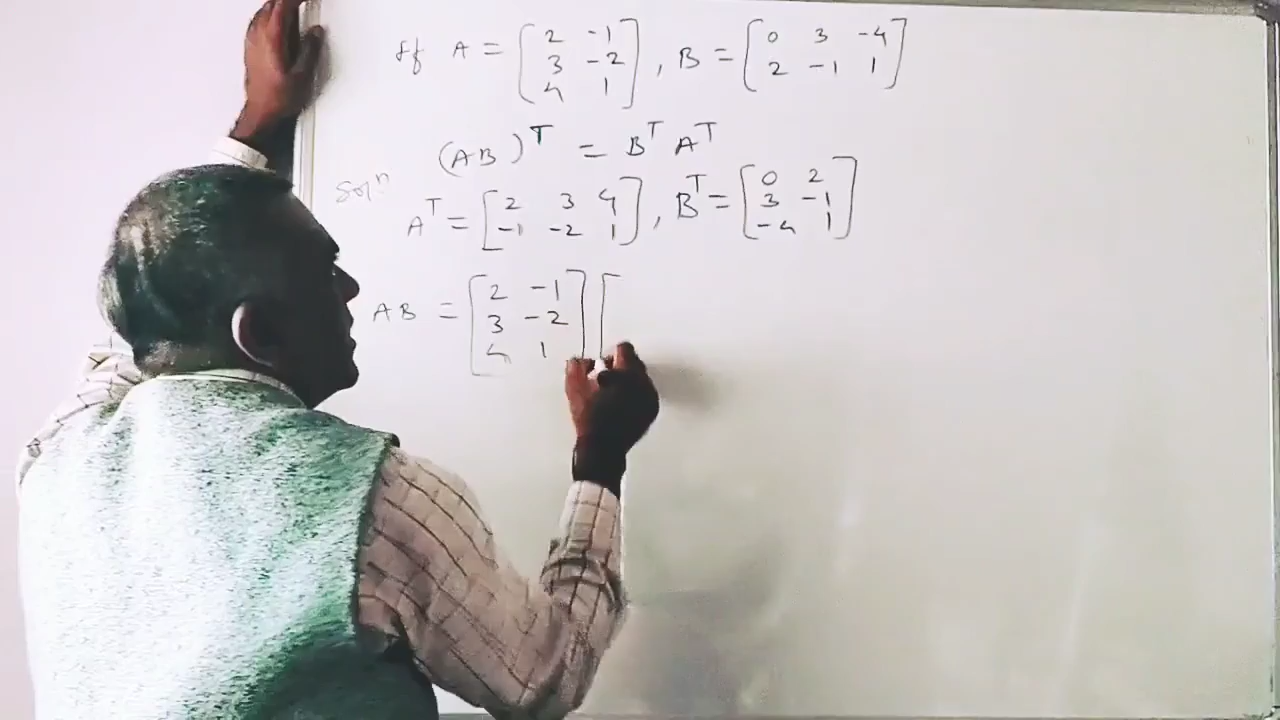 If A = [2 -1; 3 -2; 4 1], B = [0 3 -4; 2 -1 1]
(AB)^T = B^T A^T
Sol^n
A^T = [2 3 4; -1 -2 1], B^T = [0 2; 3 -1; -4 1]
AB = [2 -1; 3 -2; 4 1] [